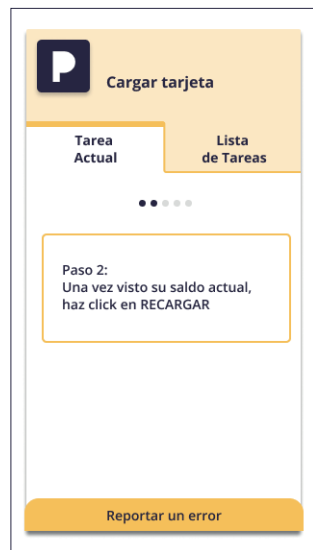 P
Cargar tarjeta
Tarea
Actual
Lista
de Tareas
Paso 2:
Una vez visto su saldo actual,
haz click en RECARGAR
Reportar un error